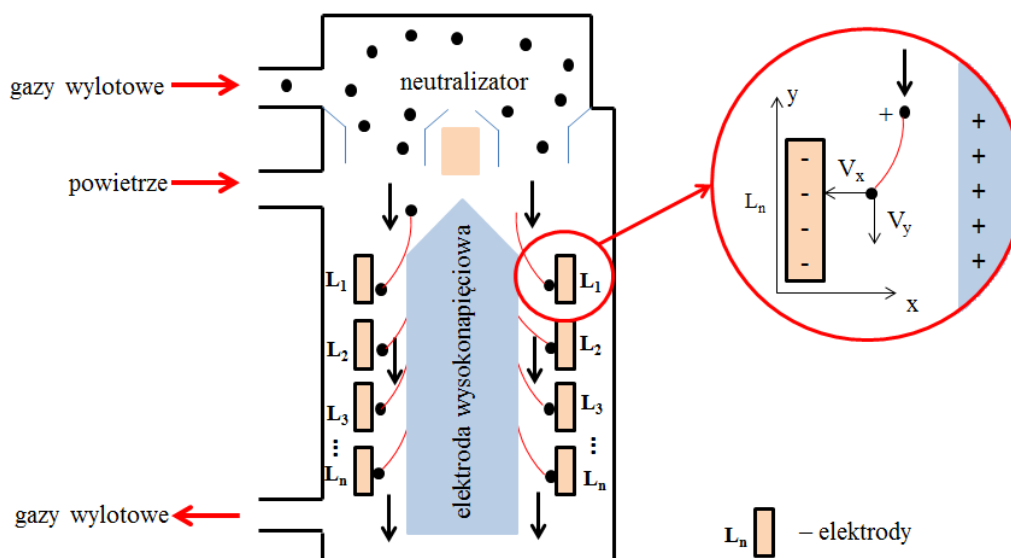 gazy wylotowe
neutralizator
powietrze
elektroda wysokonapięciowa
L₁
L₂
L₃
...
Lₙ
L₁
L₂
L₃
...
Lₙ
gazy wylotowe
y
+
-
-
-
-
Lₙ
Vₓ
Vᵧ
+
+
+
+
+
x
Lₙ – elektrody